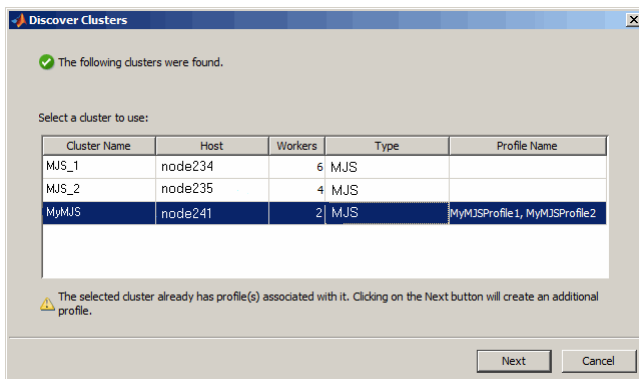 Discover Clusters
The following clusters were found.
Select a cluster to use:
Cluster Name Host Workers Type Profile Name
MJS_1 node234 6 MJS
MJS_2 node235 4 MJS
MyMJS node241 2 MJS MyMJSProfile1, MyMJSProfile2
The selected cluster already has profile(s) associated with it. Clicking on the Next button will create an additional
profile.
Next Cancel